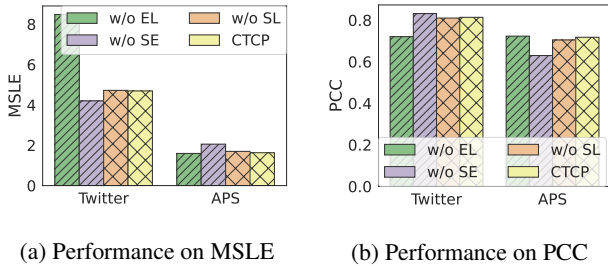 w/o EL
w/o SL
w/o SE
CTCP
8
6
4
2
0
MSLE
Twitter
APS
(a) Performance on MSLE
0.8
0.6
0.4
0.2
0.0
PCC
w/o EL
w/o SL
w/o SE
CTCP
Twitter
APS
(b) Performance on PCC